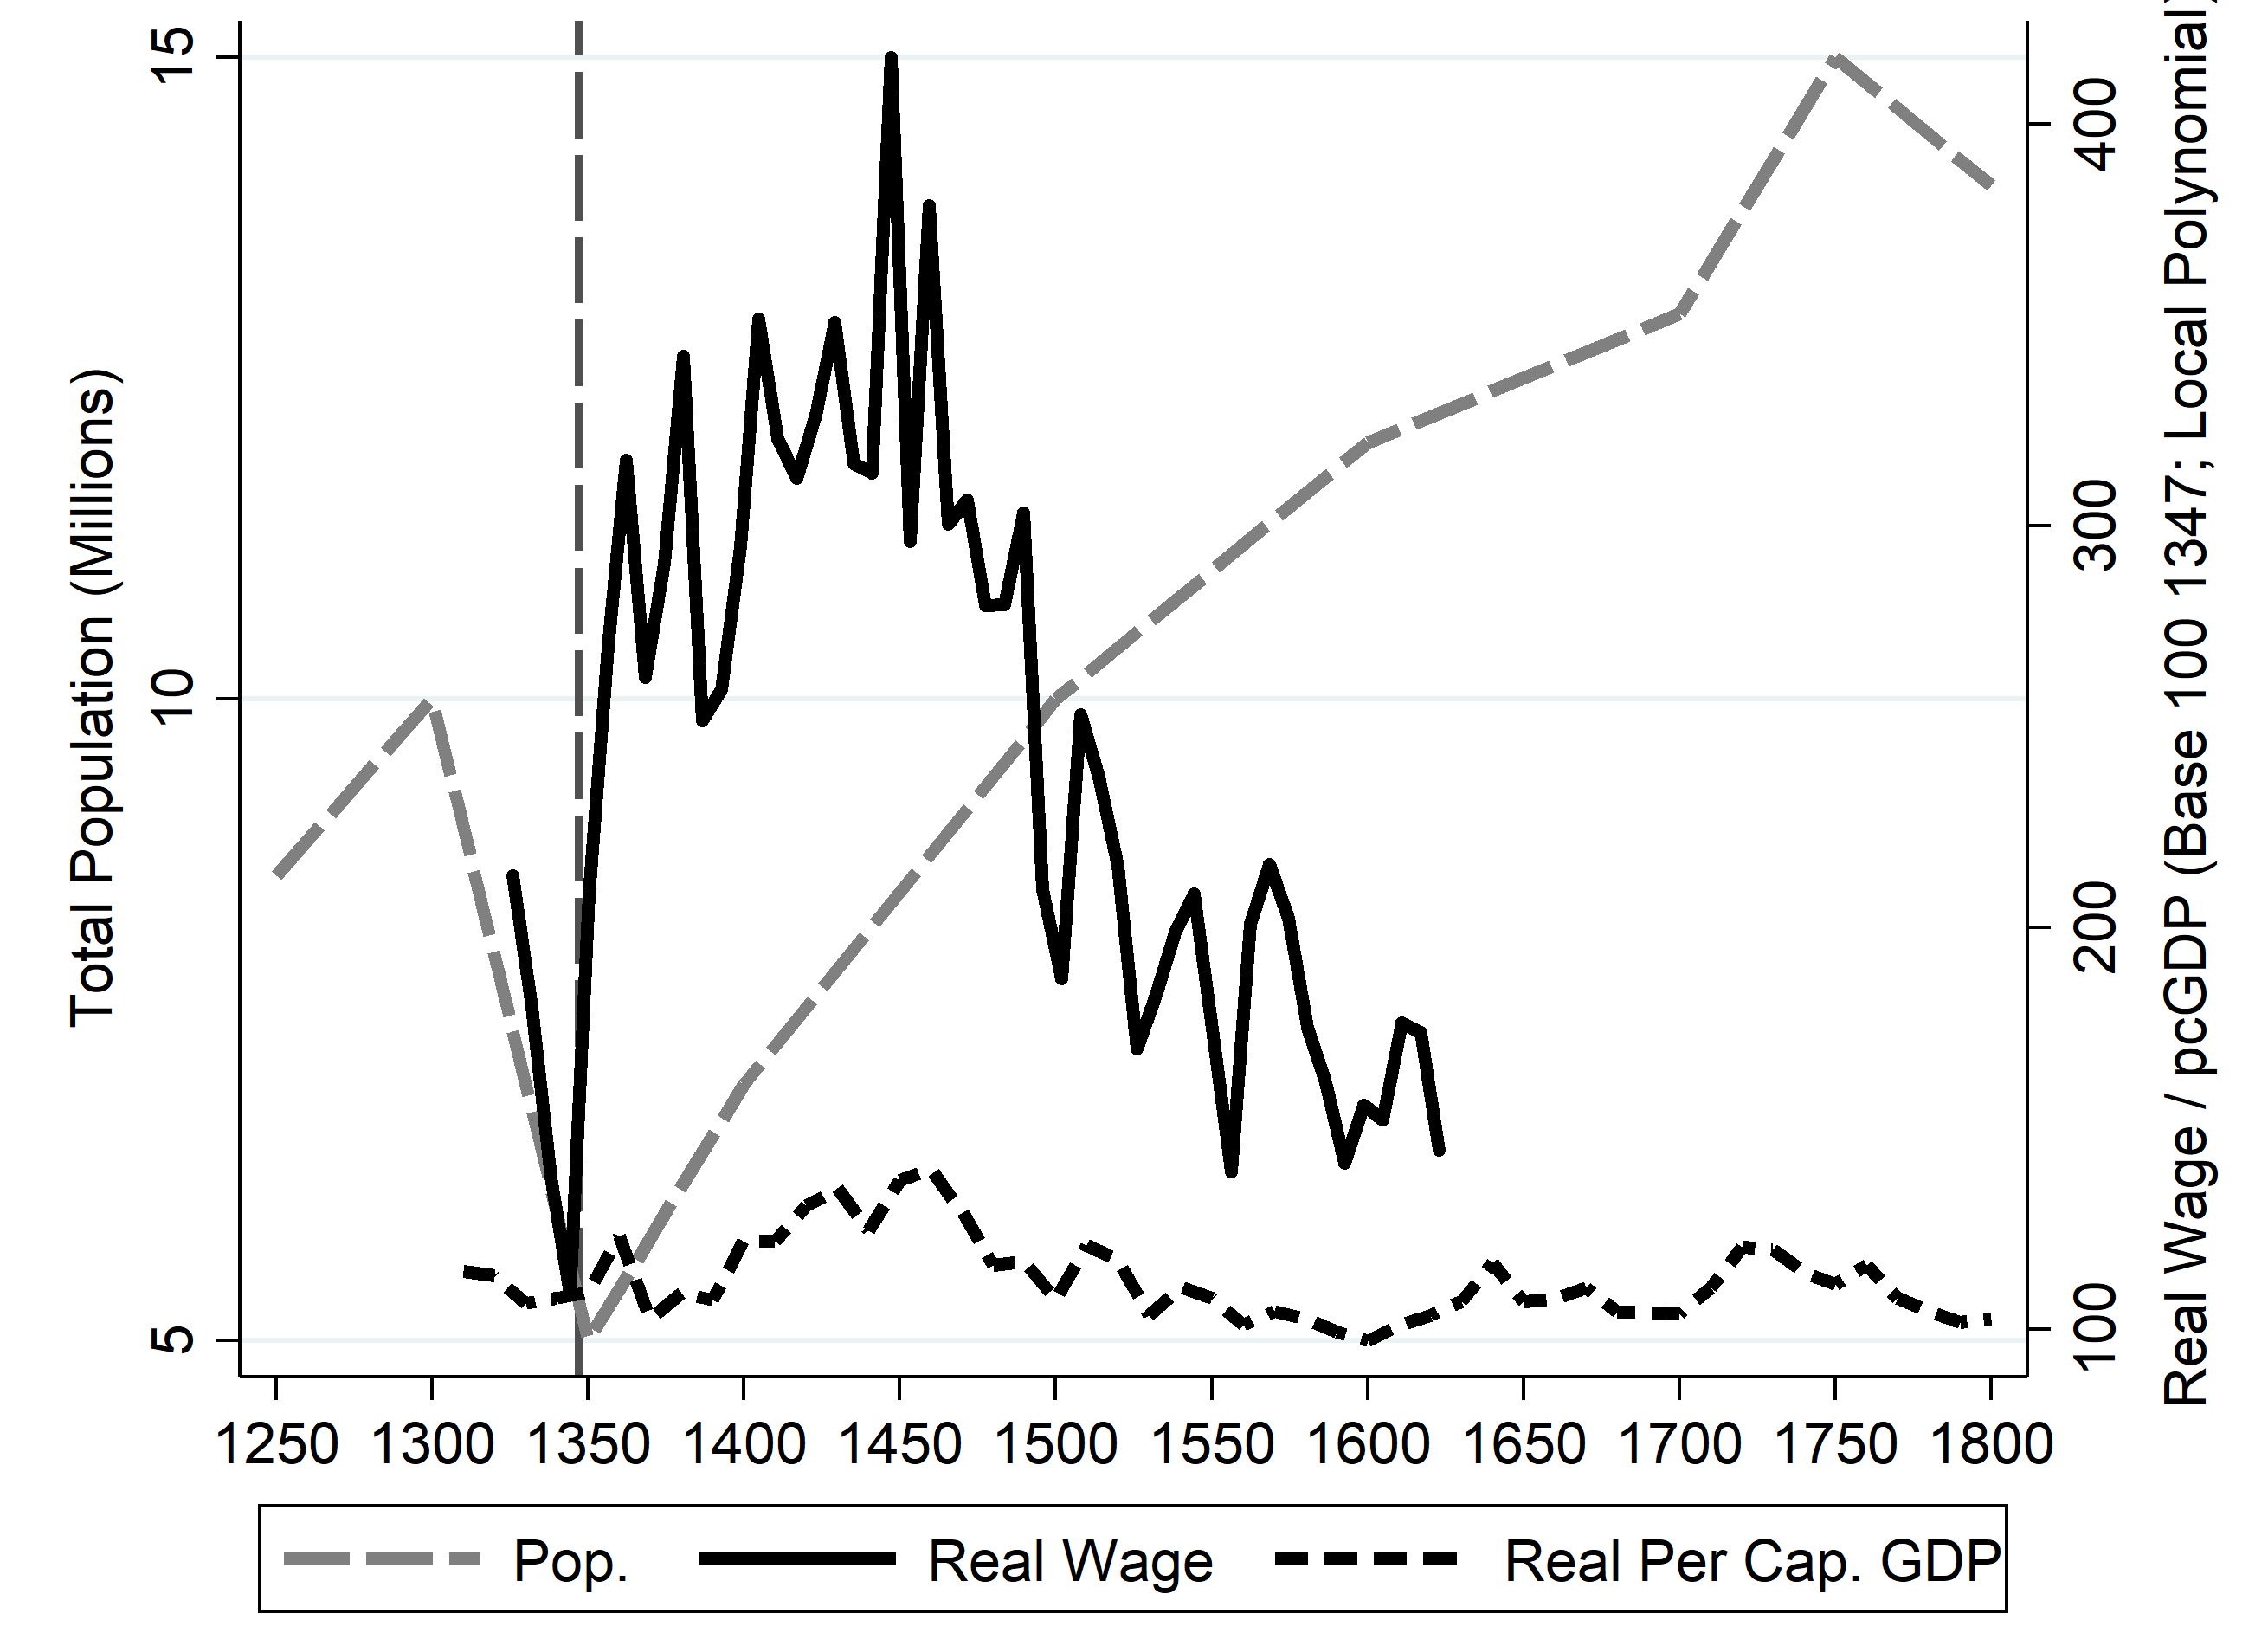 Total Population (Millions)
15
10
5
400
300
200
100
Real Wage / pcGDP (Base 100 1347; Local Polynomial)
1250 1300 1350 1400 1450 1500 1550 1600 1650 1700 1750 1800
Pop. Real Wage Real Per Cap. GDP